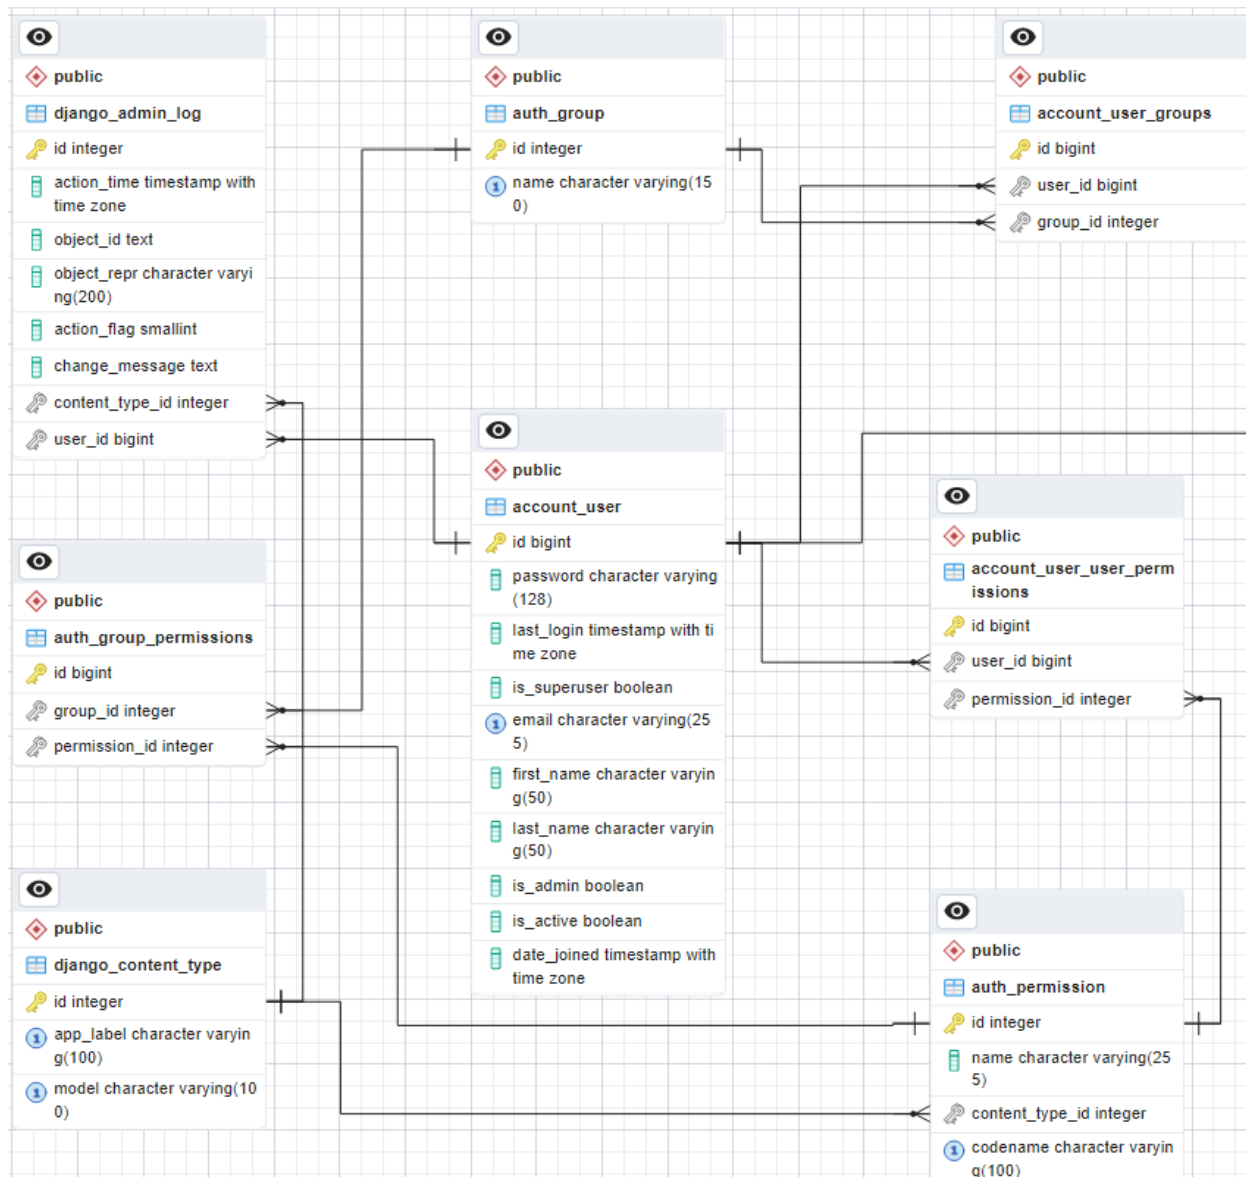 public
django_admin_log
id integer
action_time timestamp with
time zone
object_id text
object_repr character varyi
ng(200)
action_flag smallint
change_message text
content_type_id integer
user_id bigint
public
auth_group
id integer
1
name character varying(15
0)
public
account_user_groups
id bigint
user_id bigint
group_id integer
public
account_user
id bigint
password character varying
(128)
last_login timestamp with ti
me zone
is_superuser boolean
1
email character varying(25
5)
first_name character varyin
g(50)
last_name character varyin
g(50)
is_admin boolean
is_active boolean
date_joined timestamp with
time zone
public
account_user_user_perm
issions
id bigint
user_id bigint
permission_id integer
public
auth_group_permissions
id bigint
group_id integer
permission_id integer
public
django_content_type
id integer
1
app_label character varyin
g(100)
1
model character varying(10
0)
public
auth_permission
id integer
name character varying(25
5)
content_type_id integer
1
codename character varyin
g(100)